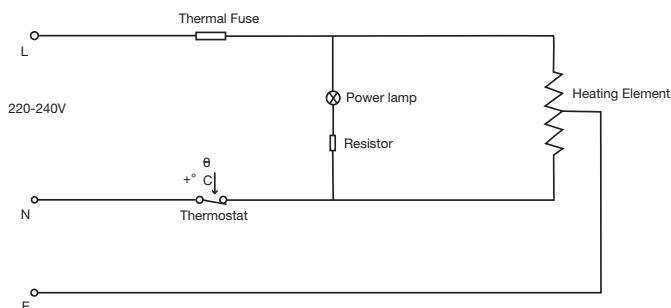 Thermal Fuse
L
Power lamp
Heating Element
220-240V
Resistor
θ
+° C
N
Thermostat
E